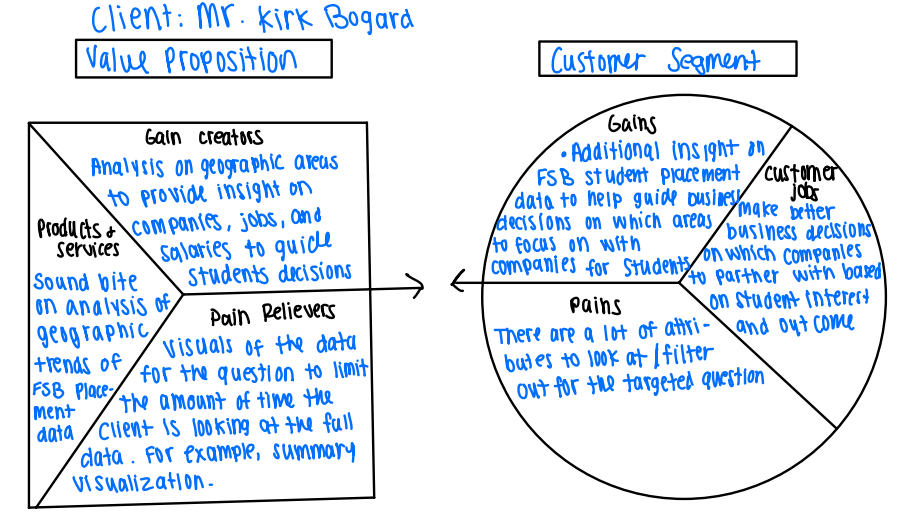 Client: Mr. Kirk Bogard
Value Proposition
Customer Segment
Gain creators
Analysis on geographic areas
to provide insight on
companies, jobs, and
salaries to guide
students decisions
Products &
services
Sound bite
on analysis of
geographic
trends of
FSB Place-
ment
data
Pain Relievers
Visuals of the data
for the question to limit
the amount of time the
client is looking at the full
data. For example, summary
visualization.
Gains
• Additional insight on
FSB student placement
data to help guide business
decisions on which areas
to focus on with
companies for students
Customer
jobs
Make better
business decisions
on which companies
to partner with based
on student interest
and out come
Pains
There are a lot of attri-
butes to look at / filter
out for the targeted question